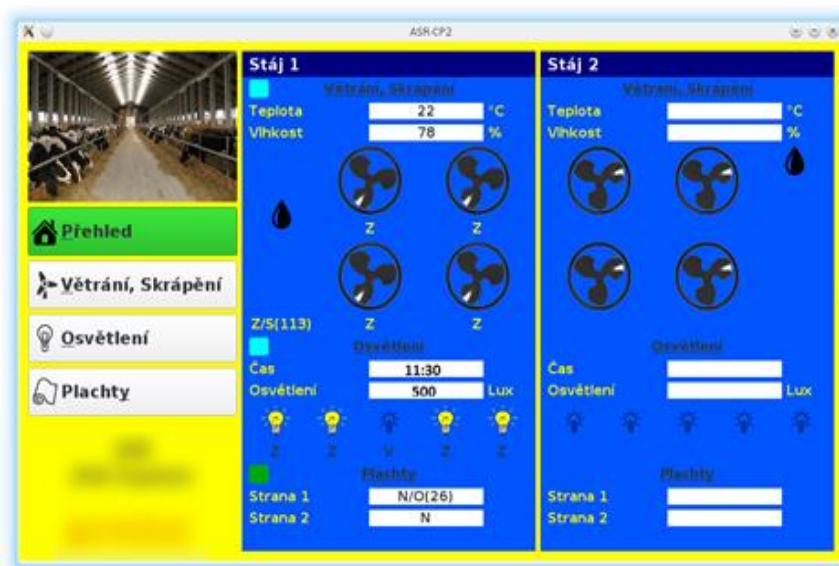 ASR-CP2
Přehled
Větrání, Skrápění
Osvětlení
Plachty
Stáj 1
Větrání, Skrápění
Teplota 22 °C
Vlhkost 78 %
Z Z
Z/S(113) Z Z
Osvětlení
Čas 11:30
Osvětlení 500 Lux
Z Z V Z Z
Plachty
Strana 1 N/O(26)
Strana 2 N
Stáj 2
Větrání, Skrápění
Teplota °C
Vlhkost %
Osvětlení
Čas
Osvětlení Lux
Plachty
Strana 1
Strana 2